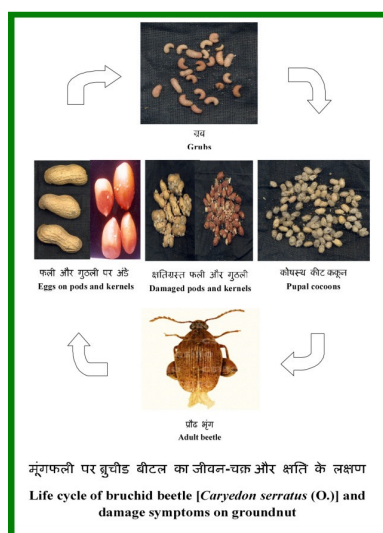 ग्रब
Grubs
फली और गुठली पर अंडे
Eggs on pods and kernels
क्षतिग्रस्त फली और गुठली
Damaged pods and kernels
कोषस्थ कीट ककून
Pupal cocoons
प्रौढ भृंग
Adult beetle
मूंगफली पर ब्रुचीड बीटल का जीवन-चक्र और क्षति के लक्षण
Life cycle of bruchid beetle [Caryedon serratus (O.)] and
damage symptoms on groundnut